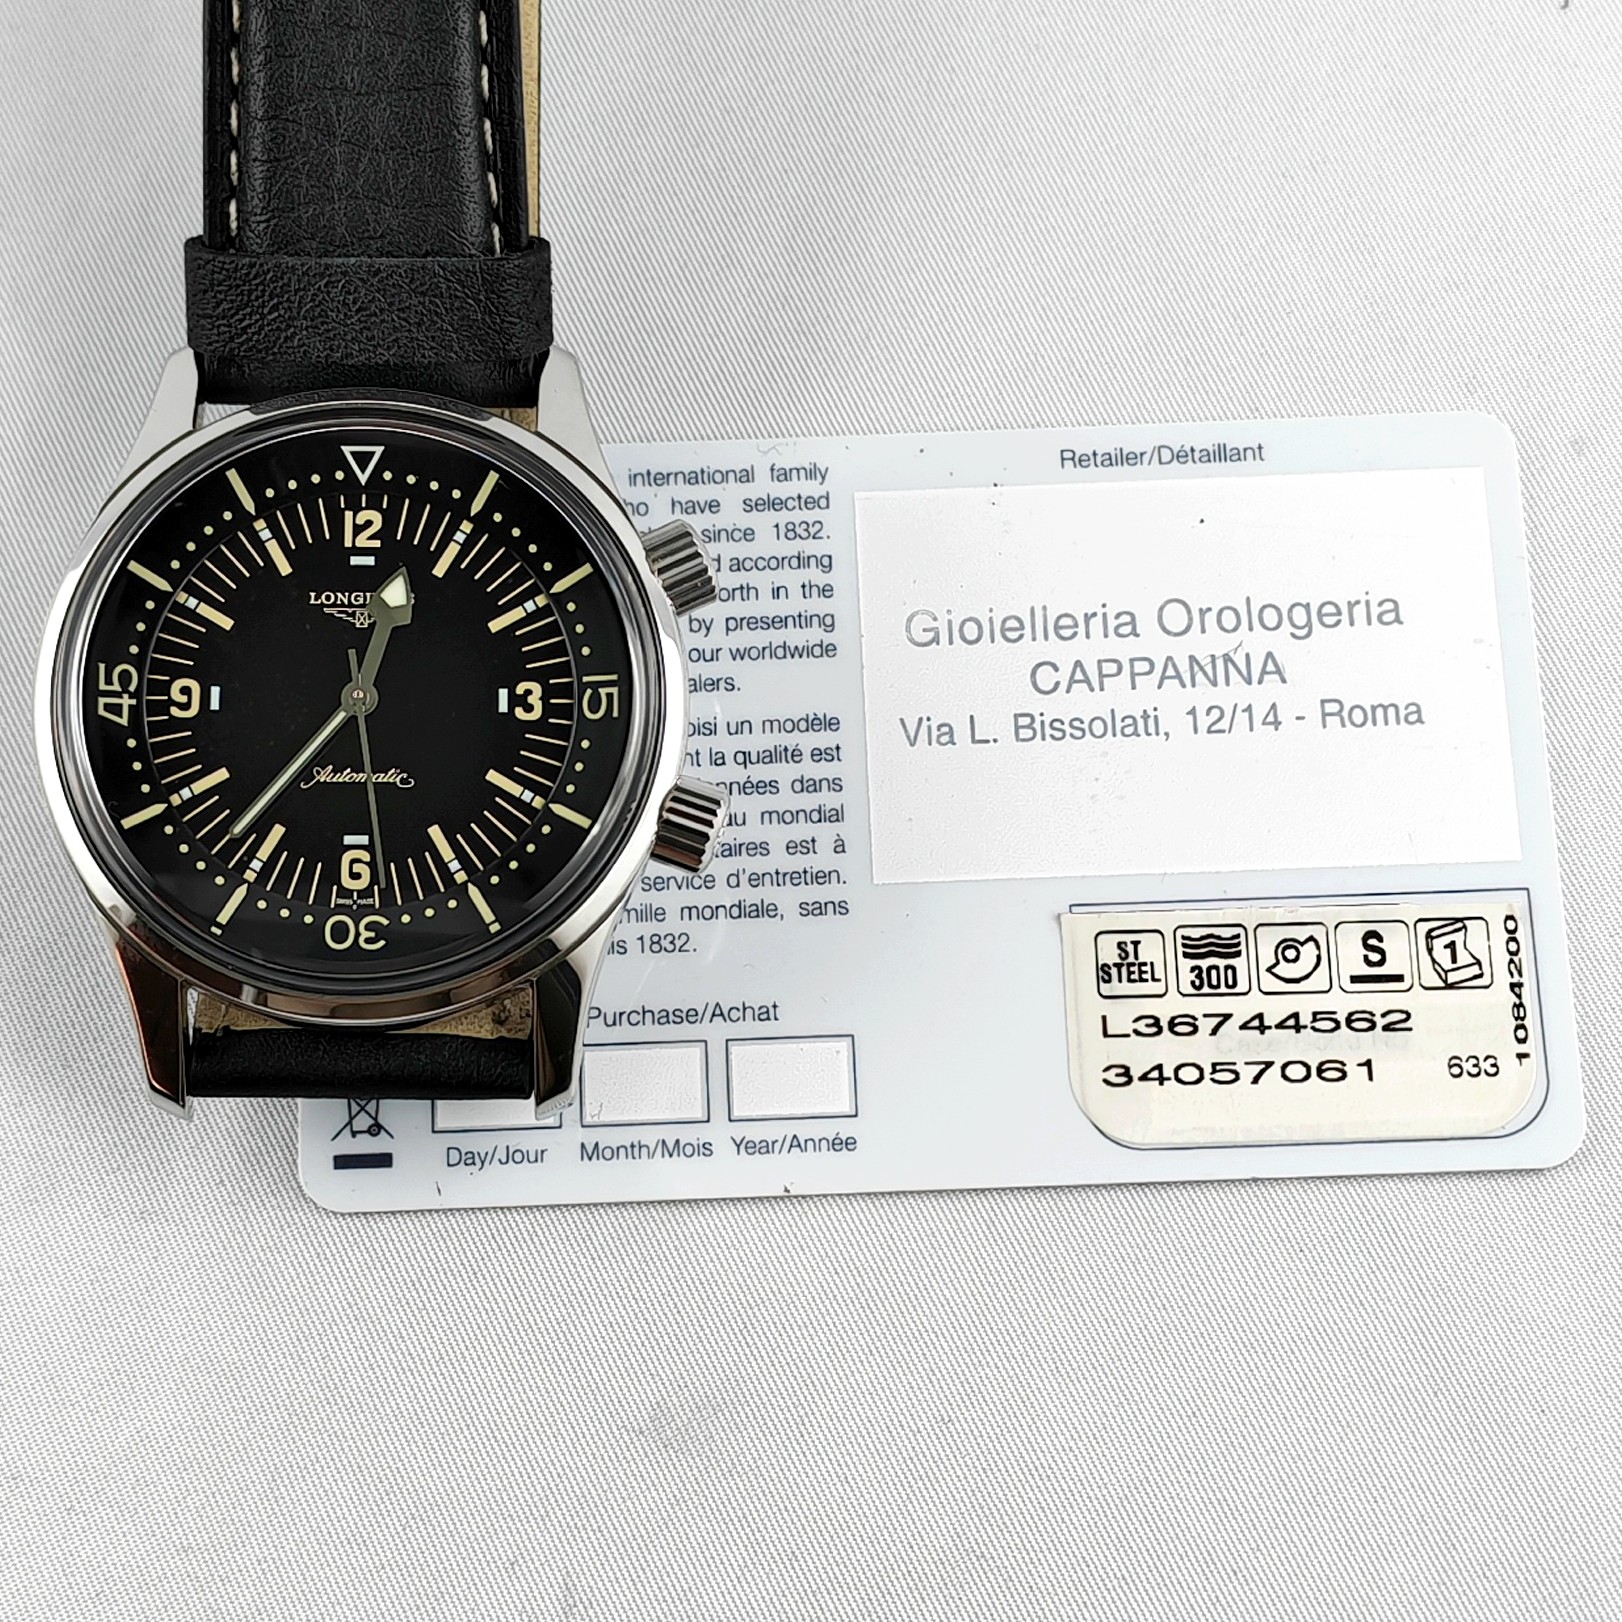 12
LONGINES
45
9
3
15
Automatic
6
SWISS MADE
30
international family
have selected
since 1832.
according
in the
by presenting
our worldwide
un modèle
la qualité est
dans
mondial
est à
service d'entretien.
mondiale, sans
1832.
Purchase/Achat
Day/Jour
Month/Mois
Year/Année
Retailer/Détaillant
Gioielleria Orologeria
CAPPANNA
Via L. Bissolati, 12/14 - Roma
ST STEEL
300
S
1
L36744562
34057061 633
1084200